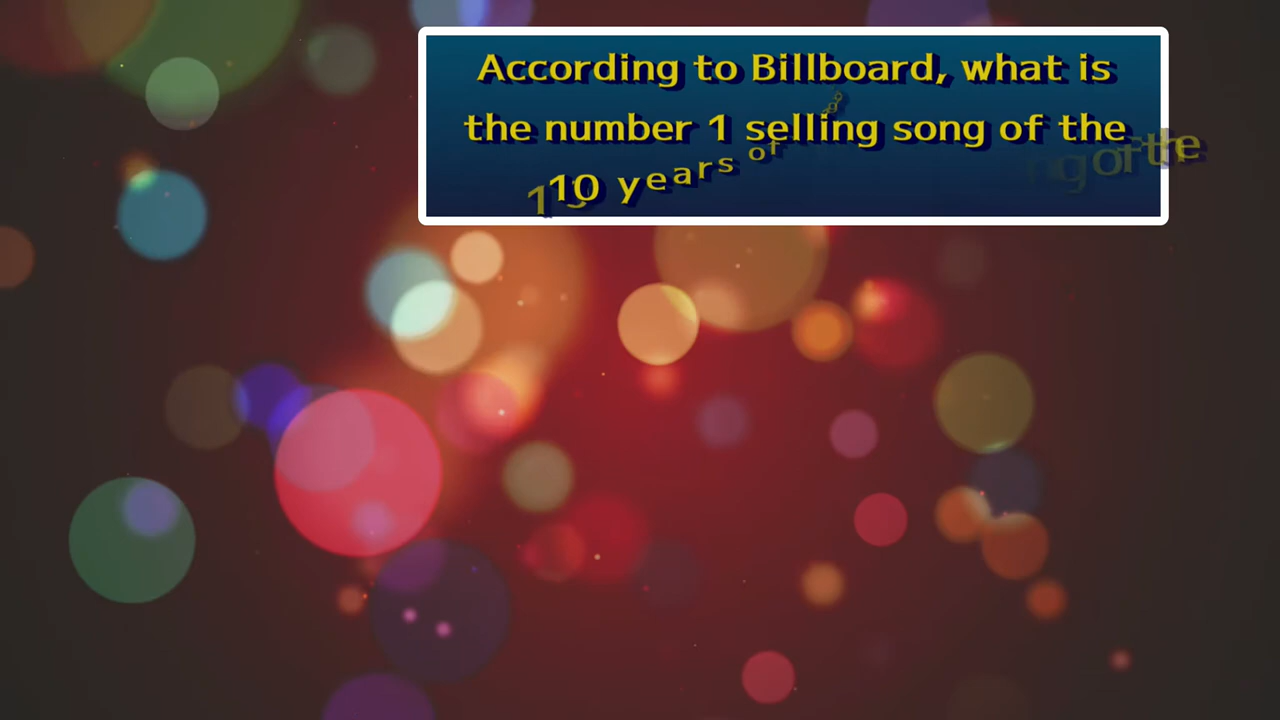 According to Billboard, what is
the number 1 selling song of the
10 years of